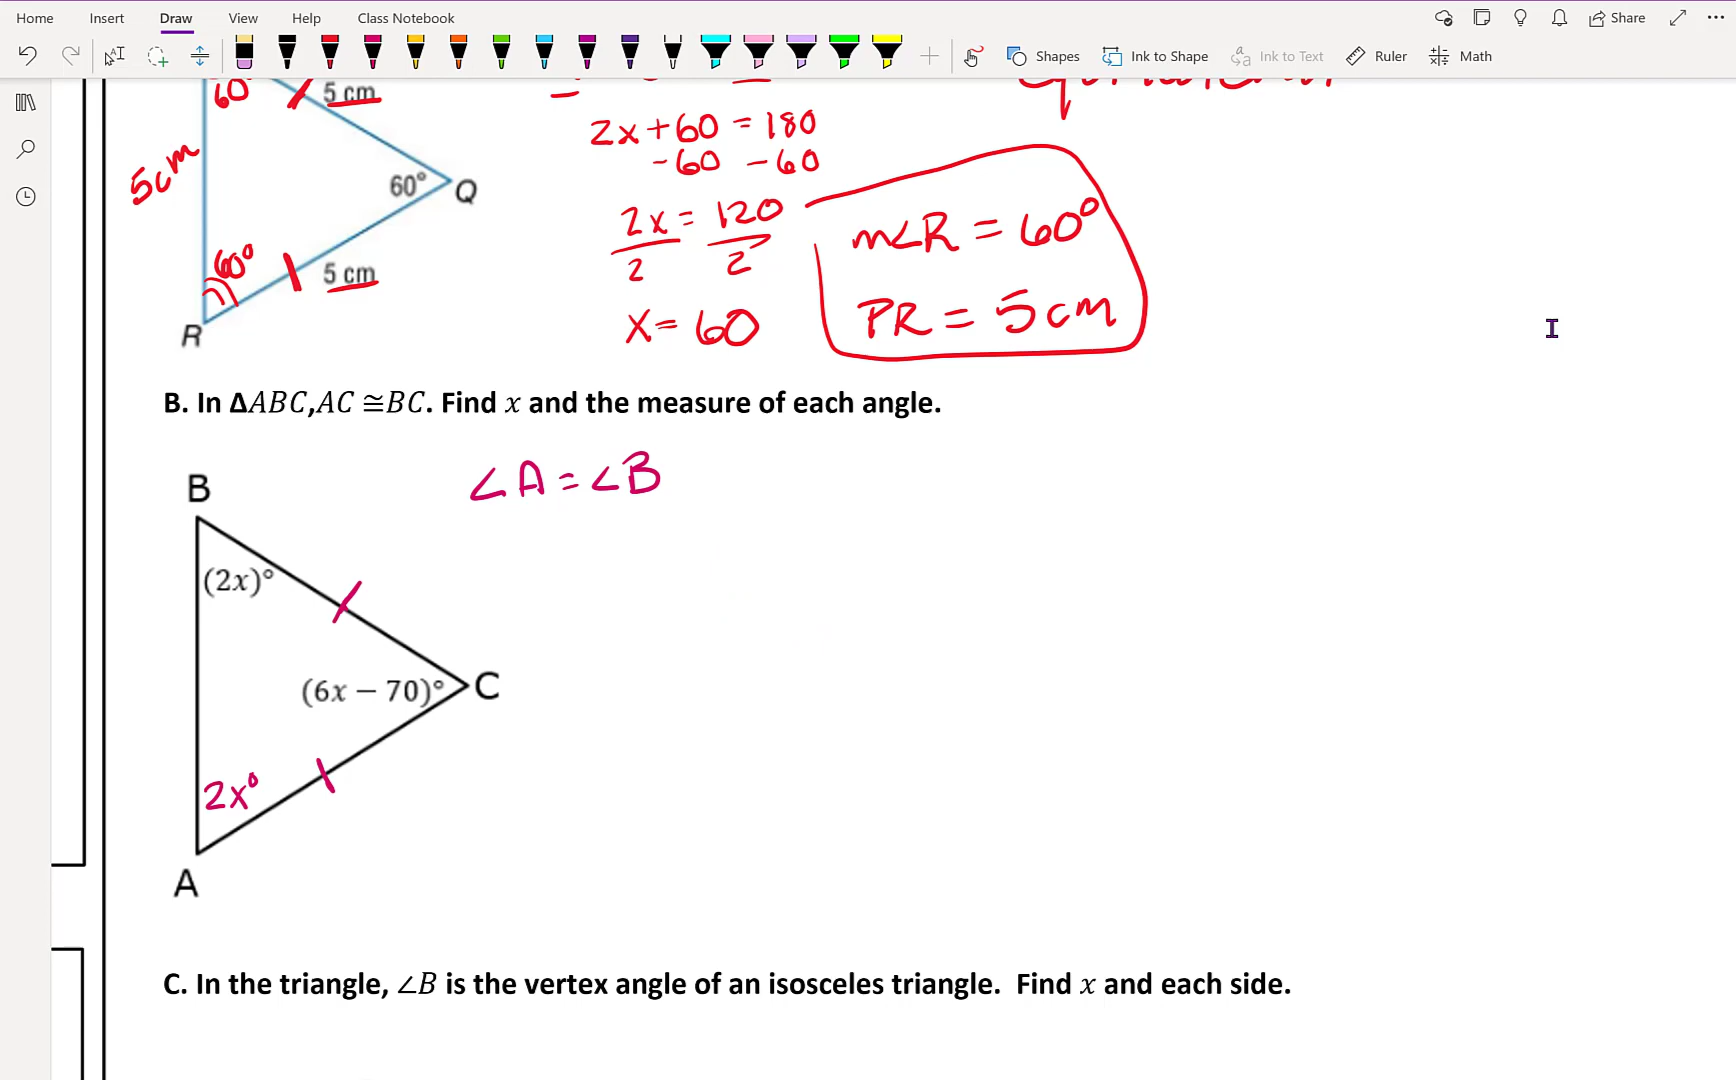 Home Insert Draw View Help Class Notebook Share
Shapes Ink to Shape Ink to Text Ruler Math
60 5 cm
2x+60 = 180
-60 -60
5cm
60° Q
2x = 120
2 2
m∠R = 60°
60°
5 cm
x = 60
PR = 5cm
R
B. In ΔABC,AC ≅BC. Find x and the measure of each angle.
∠A = ∠B
B
(2x)°
(6x − 70)° C
2x°
A
C. In the triangle, ∠B is the vertex angle of an isosceles triangle. Find x and each side.